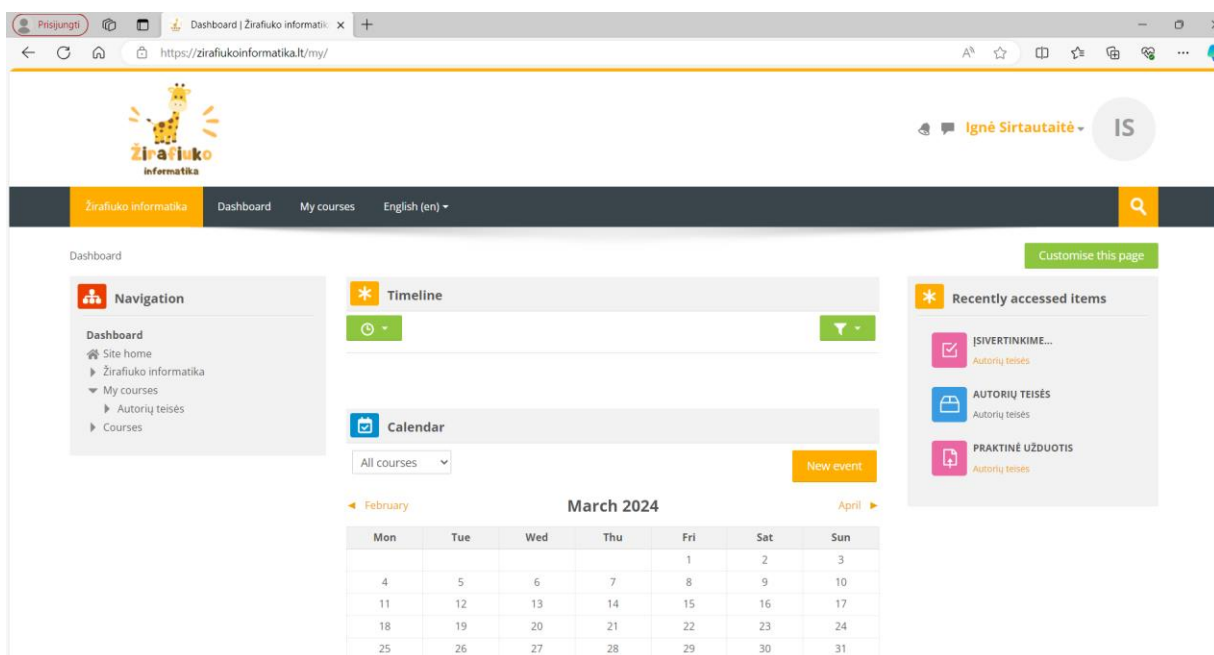 Prisijungti
Dashboard | Žirafiuko informatik
https://zirafiukoinformatika.lt/my/
Žirafiuko
informatika
Ignė Sirtautaitė
IS
Žirafiuko informatika Dashboard My courses English (en)
Dashboard
Customise this page
Navigation
Dashboard
Site home
Žirafiuko informatika
My courses
Autorių teisės
Courses
Timeline
Calendar
All courses
New event
February March 2024 April
Mon Tue Wed Thu Fri Sat Sun
1 2 3
4 5 6 7 8 9 10
11 12 13 14 15 16 17
18 19 20 21 22 23 24
25 26 27 28 29 30 31
Recently accessed items
ĮSIVERTINKIME...
Autorių teisės
AUTORIŲ TEISĖS
Autorių teisės
PRAKTINĖ UŽDUOTIS
Autorių teisės